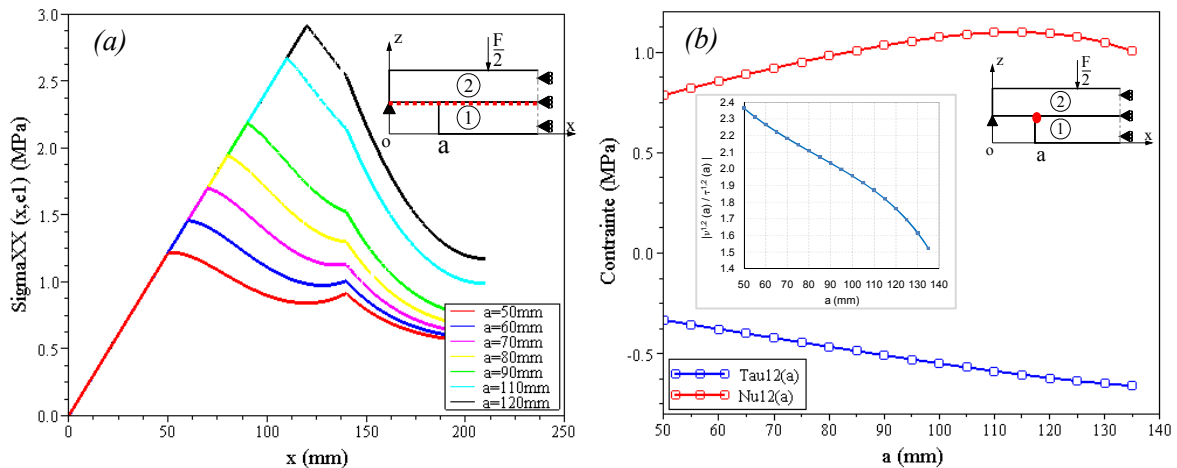 (a)
SigmaXX (x,e1) (MPa)
3.0
2.5
2.0
1.5
1.0
0.5
0.0
0 50 100 150 200 250
x (mm)
z
F
2
2
1
o
a
x
a=50mm
a=60mm
a=70mm
a=80mm
a=90mm
a=110mm
a=120mm
(b)
Contrainte (MPa)
1.0
0.5
0.0
-0.5
50 60 70 80 90 100 110 120 130 140
a (mm)
z
F
2
2
1
o
a
x
|ν1,2 (a) / τ1,2 (a) |
2.4
2.3
2.2
2.1
2.0
1.9
1.8
1.7
1.6
1.5
1.4
50 60 70 80 90 100 110 120 130 140
a (mm)
Tau12(a)
Nu12(a)